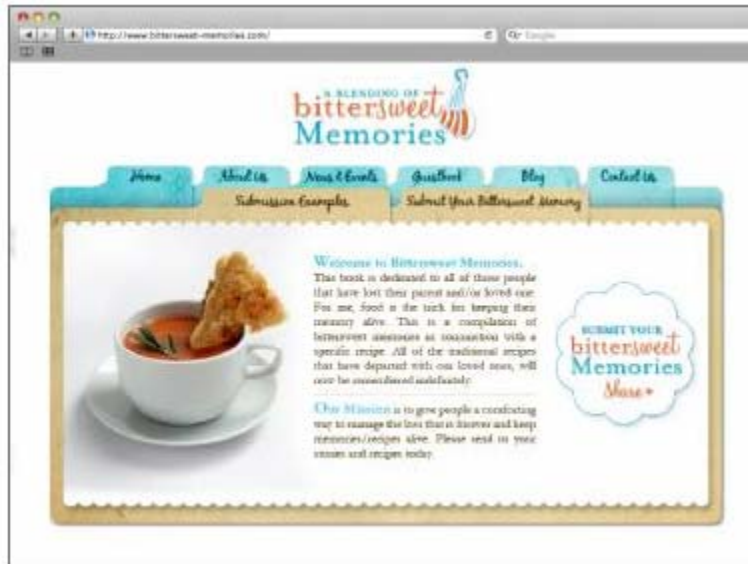 http://www.bittersweet-memories.com/
Google
A BLENDING OF
bittersweet
Memories
Home
About Us
News & Events
Guestbook
Blog
Contact Us
Submission Examples
Submit Your Bittersweet Memory
Welcome to Bittersweet Memories.
This book is dedicated to all of those people
that have lost their parent and/or loved one.
For me, food is the trick for keeping their
memory alive. This is a compilation of
bittersweet memories in conjunction with a
specific recipe. All of the traditional recipes
that have departed with our loved ones, will
now be remembered indefinately.
Our Mission is to give people a comforting
way to manage the loss that is forever and keep
memories/recipes alive. Please send in your
stories and recipes today.
SUBMIT YOUR
bittersweet
Memories
Share